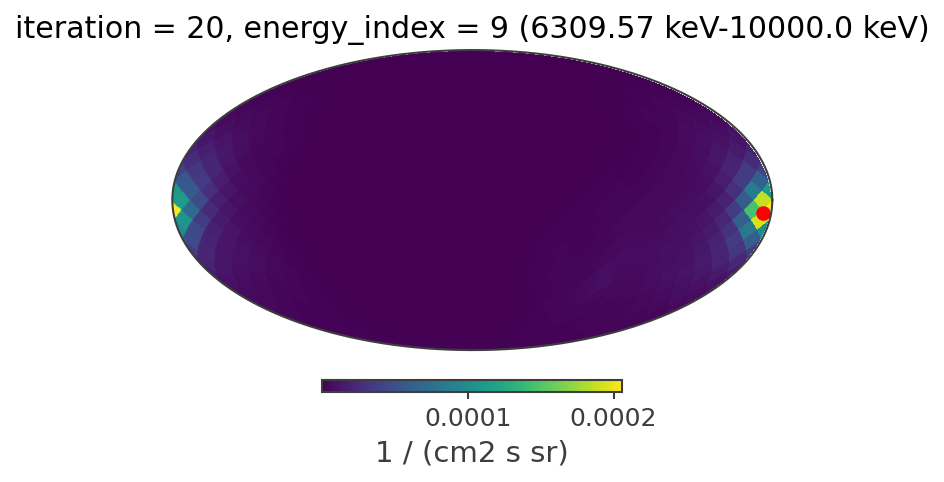 iteration = 20, energy_index = 9 (6309.57 keV-10000.0 keV)
0.0001 0.0002
1 / (cm2 s sr)